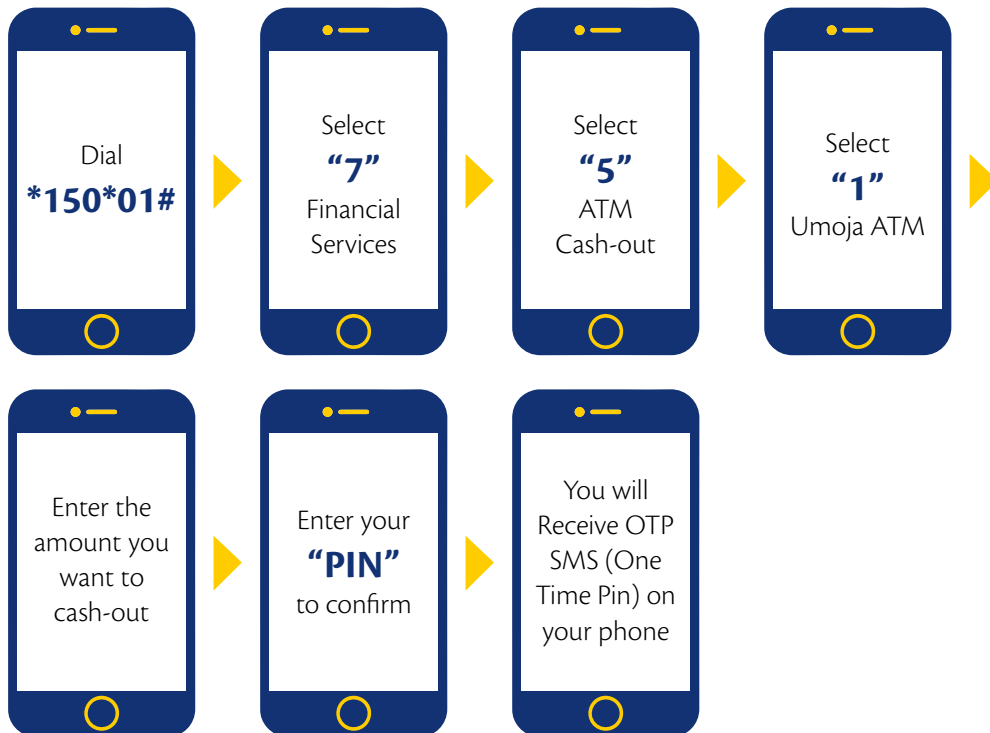 Dial
*150*01#
Select
“7”
Financial
Services
Select
“5”
ATM
Cash-out
Select
“1”
Umoja ATM
Enter the
amount you
want to
cash-out
Enter your
“PIN”
to confirm
You will
Receive OTP
SMS (One
Time Pin) on
your phone